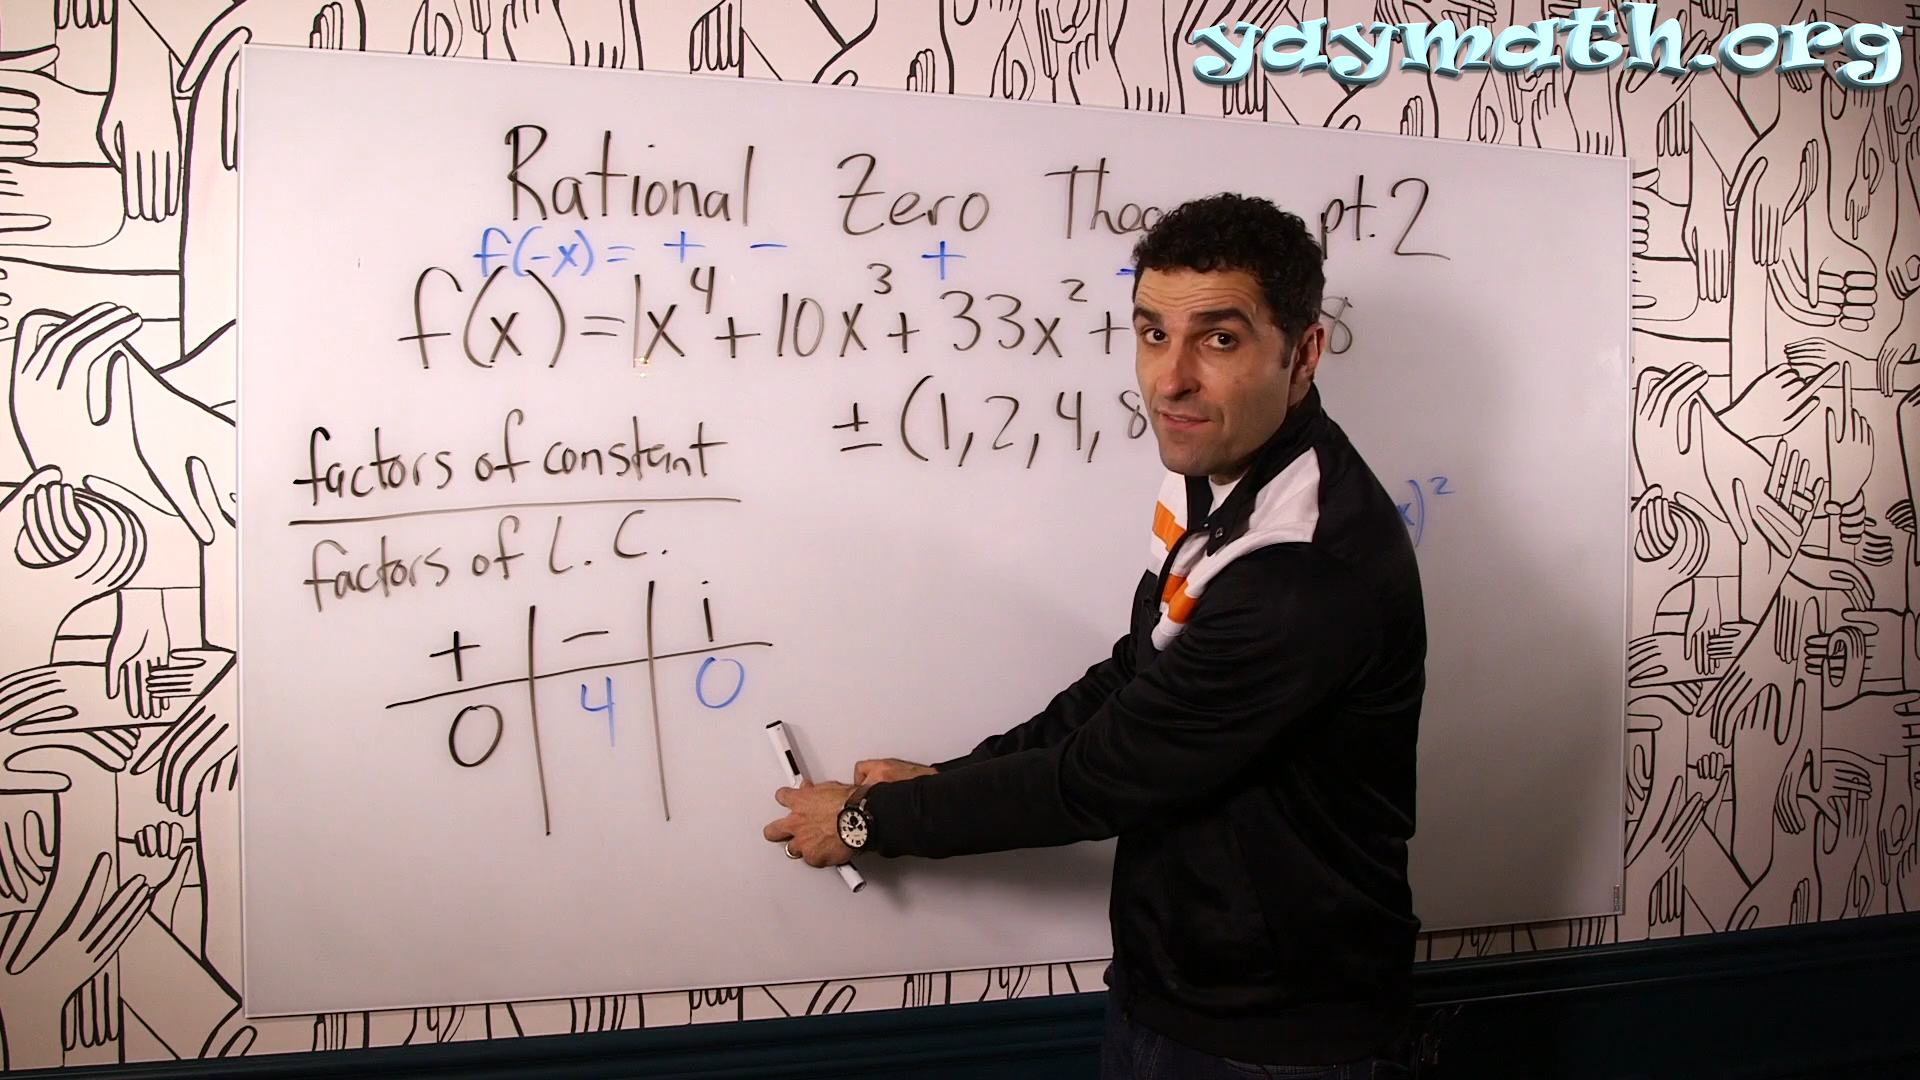 yaymath.org
Rational Zero Theo pt. 2
f(-x) = + - + -
f(x) = 1x⁴ + 10x³ + 33x² + 8
± (1, 2, 4, 8
factors of constant
factors of L.C.
x)²
+ | - | i
0 | 4 | 0